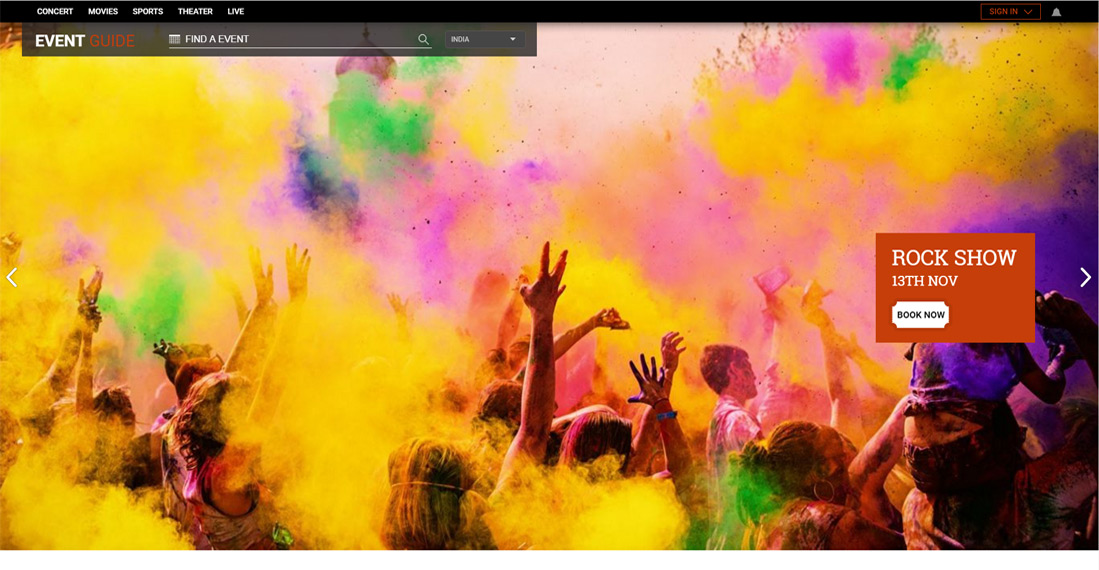 CONCERT MOVIES SPORTS THEATER LIVE SIGN IN
EVENT GUIDE FIND A EVENT INDIA
ROCK SHOW
13TH NOV
BOOK NOW